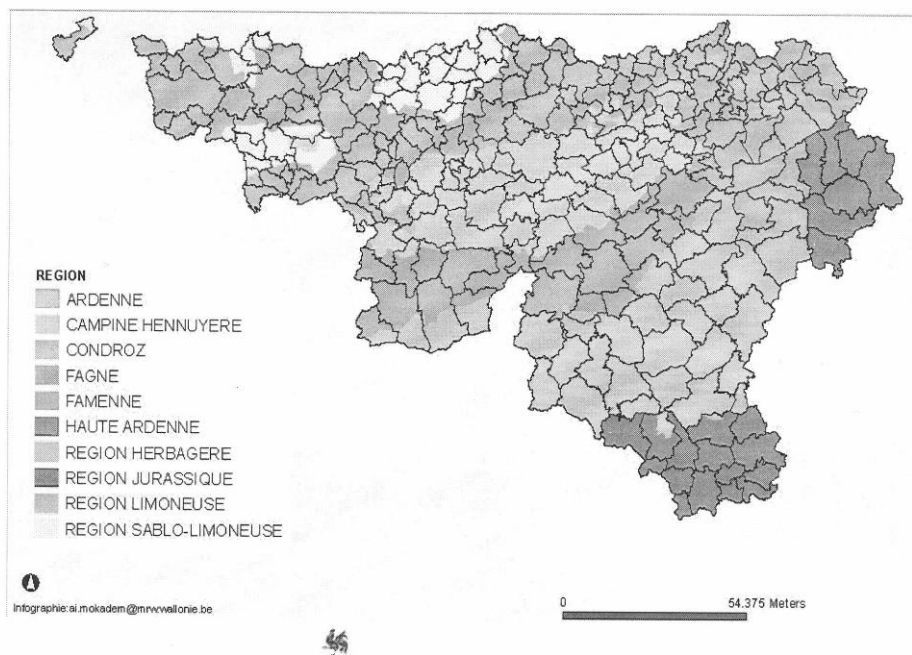 REGION
ARDENNE
CAMPINE HENNUYERE
CONDROZ
FAGNE
FAMENNE
HAUTE ARDENNE
REGION HERBAGERE
REGION JURASSIQUE
REGION LIMONEUSE
REGION SABLO-LIMONEUSE
Infographie:ai.mokadem@mrw.wallonie.be
0 54.375 Meters